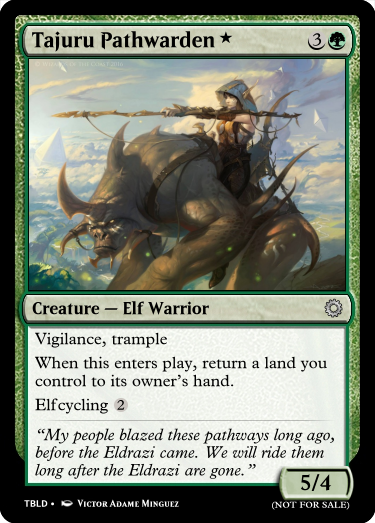 Tajuru Pathwarden ★ 3
Creature — Elf Warrior
Vigilance, trample
When this enters play, return a land you
control to its owner's hand.
Elfcycling 2
“My people blazed these pathways long ago,
before the Eldrazi came. We will ride them
long after the Eldrazi are gone.”
5/4
TBLD • Victor Adame Minguez
(NOT FOR SALE)